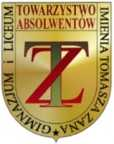 TOWARZYSTWO
ABSOLWENTÓW
GIMNAZJUM i LICEUM
IMIENIA TOMASZA ZANA
TZ